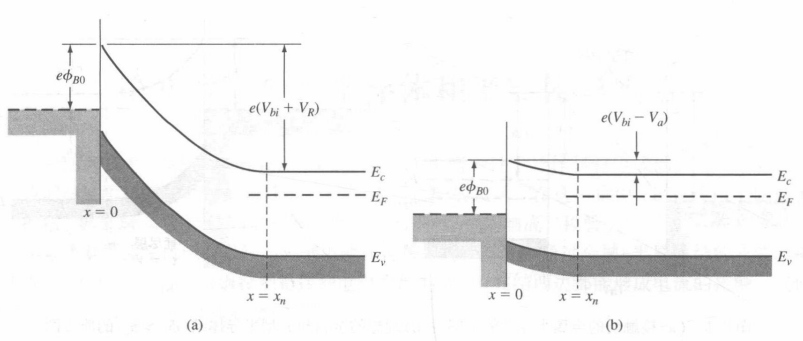 eϕB0
e(Vbi + VR)
Ec
EF
x = 0
Ev
x = xn
(a)
e(Vbi − Va)
eϕB0
Ec
EF
Ev
x = 0
x = xn
(b)